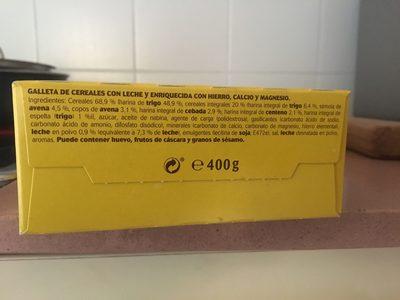 GALLETA DE CEREALES CON LECHE Y ENRIQUECIDA CON HIERRO, CALCIO Y MAGNESIO.
Ingredientes: Cereales 68,9 % (harina de trigo 48,9 %, cereales integrales 20 % (harina integral de trigo 8,4 %, sémola de
avena 4,5 %, copos de avena 3,1 %, harina integral de cebada 2,9 %, harina integral de centeno 2,1 %, harina integral de
espelta (trigo) 1 %)), azúcar, aceite de nabina, agente de carga (polidextrosa), gasificantes (carbonato ácido de sodio,
carbonato ácido de amonio, difosfato disódico), minerales (carbonato de calcio, carbonato de magnesio, hierro elemental),
leche en polvo 0,9 % (equivalente a 7,3 % de leche), emulgentes (lecitina de soja, E472e), sal, leche desnatada en polvo,
aromas. Puede contener huevo, frutos de cáscara y granos de sésamo.
℮ 400g